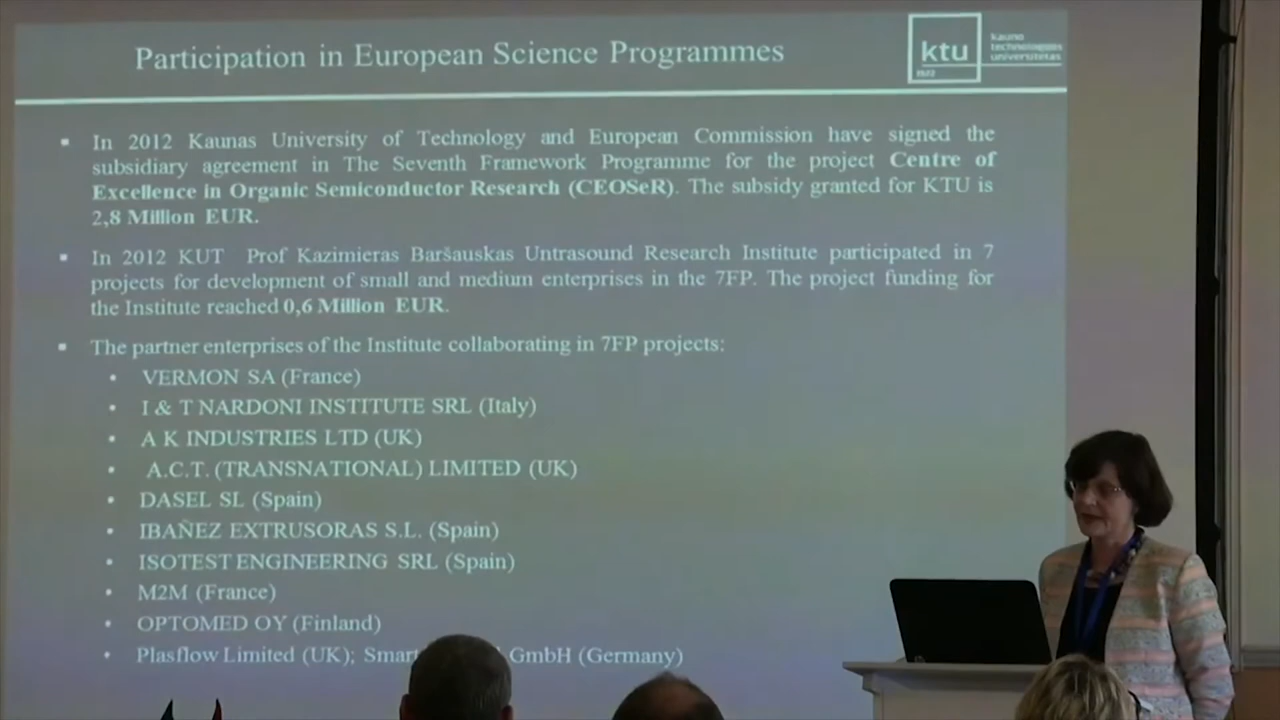 Participation in European Science Programmes
ktu
1922
kauno
technologijos
universitetas
▪ In 2012 Kaunas University of Technology and European Commission have signed the
subsidiary agreement in The Seventh Framework Programme for the project Centre of
Excellence in Organic Semiconductor Research (CEOSeR). The subsidy granted for KTU is
2,8 Million EUR.
▪ In 2012 KUT Prof Kazimieras Baršauskas Untrasound Research Institute participated in 7
projects for development of small and medium enterprises in the 7FP. The project funding for
the Institute reached 0,6 Million EUR.
▪ The partner enterprises of the Institute collaborating in 7FP projects:
• VERMON SA (France)
• I & T NARDONI INSTITUTE SRL (Italy)
• A K INDUSTRIES LTD (UK)
• A.C.T. (TRANSNATIONAL) LIMITED (UK)
• DASEL SL (Spain)
• IBAÑEZ EXTRUSORAS S.L. (Spain)
• ISOTEST ENGINEERING SRL (Spain)
• M2M (France)
• OPTOMED OY (Finland)
• Plasflow Limited (UK); Smar GmbH (Germany)